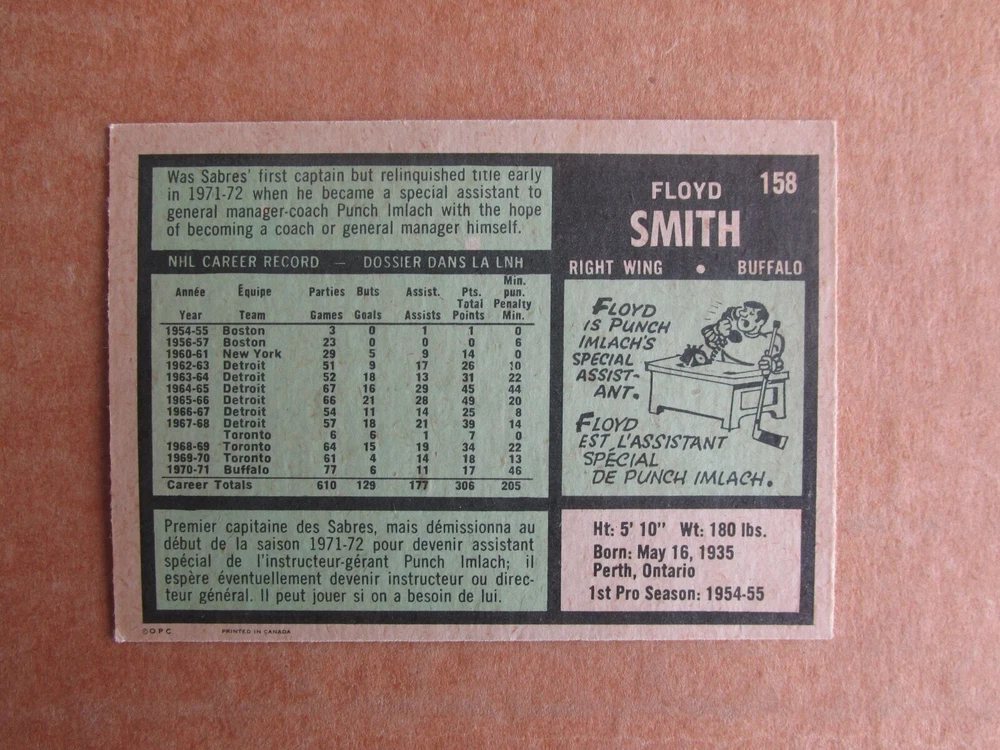 Was Sabres' first captain but relinquished title early
in 1971-72 when he became a special assistant to
general manager-coach Punch Imlach with the hope
of becoming a coach or general manager himself.
158
FLOYD
SMITH
RIGHT WING • BUFFALO
NHL CAREER RECORD — DOSSIER DANS LA LNH
Année Équipe Parties Buts Assist. Pts. Total Min. pun. Penalty
Year Team Games Goals Assists Points Min.
1954-55 Boston 3 0 1 1 0
1956-57 Boston 23 0 0 0 6
1960-61 New York 29 5 9 14 0
1962-63 Detroit 51 9 17 26 10
1963-64 Detroit 52 18 13 31 22
1964-65 Detroit 67 16 29 45 44
1965-66 Detroit 66 21 28 49 20
1966-67 Detroit 54 11 14 25 8
1967-68 Detroit 57 18 21 39 14
Toronto 6 6 1 7 0
1968-69 Toronto 64 15 19 34 22
1969-70 Toronto 61 4 14 18 13
1970-71 Buffalo 77 6 11 17 46
Career Totals 610 129 177 306 205
FLOYD
IS PUNCH
IMLACH'S
SPECIAL
ASSIST-
ANT.
FLOYD
EST L'ASSISTANT
SPÉCIAL
DE PUNCH IMLACH.
Premier capitaine des Sabres, mais démissionna au
début de la saison 1971-72 pour devenir assistant
spécial de l'instructeur-gérant Punch Imlach; il
espère éventuellement devenir instructeur ou direc-
teur général. Il peut jouer si on a besoin de lui.
Ht: 5' 10" Wt: 180 lbs.
Born: May 16, 1935
Perth, Ontario
1st Pro Season: 1954-55
©OPC PRINTED IN CANADA